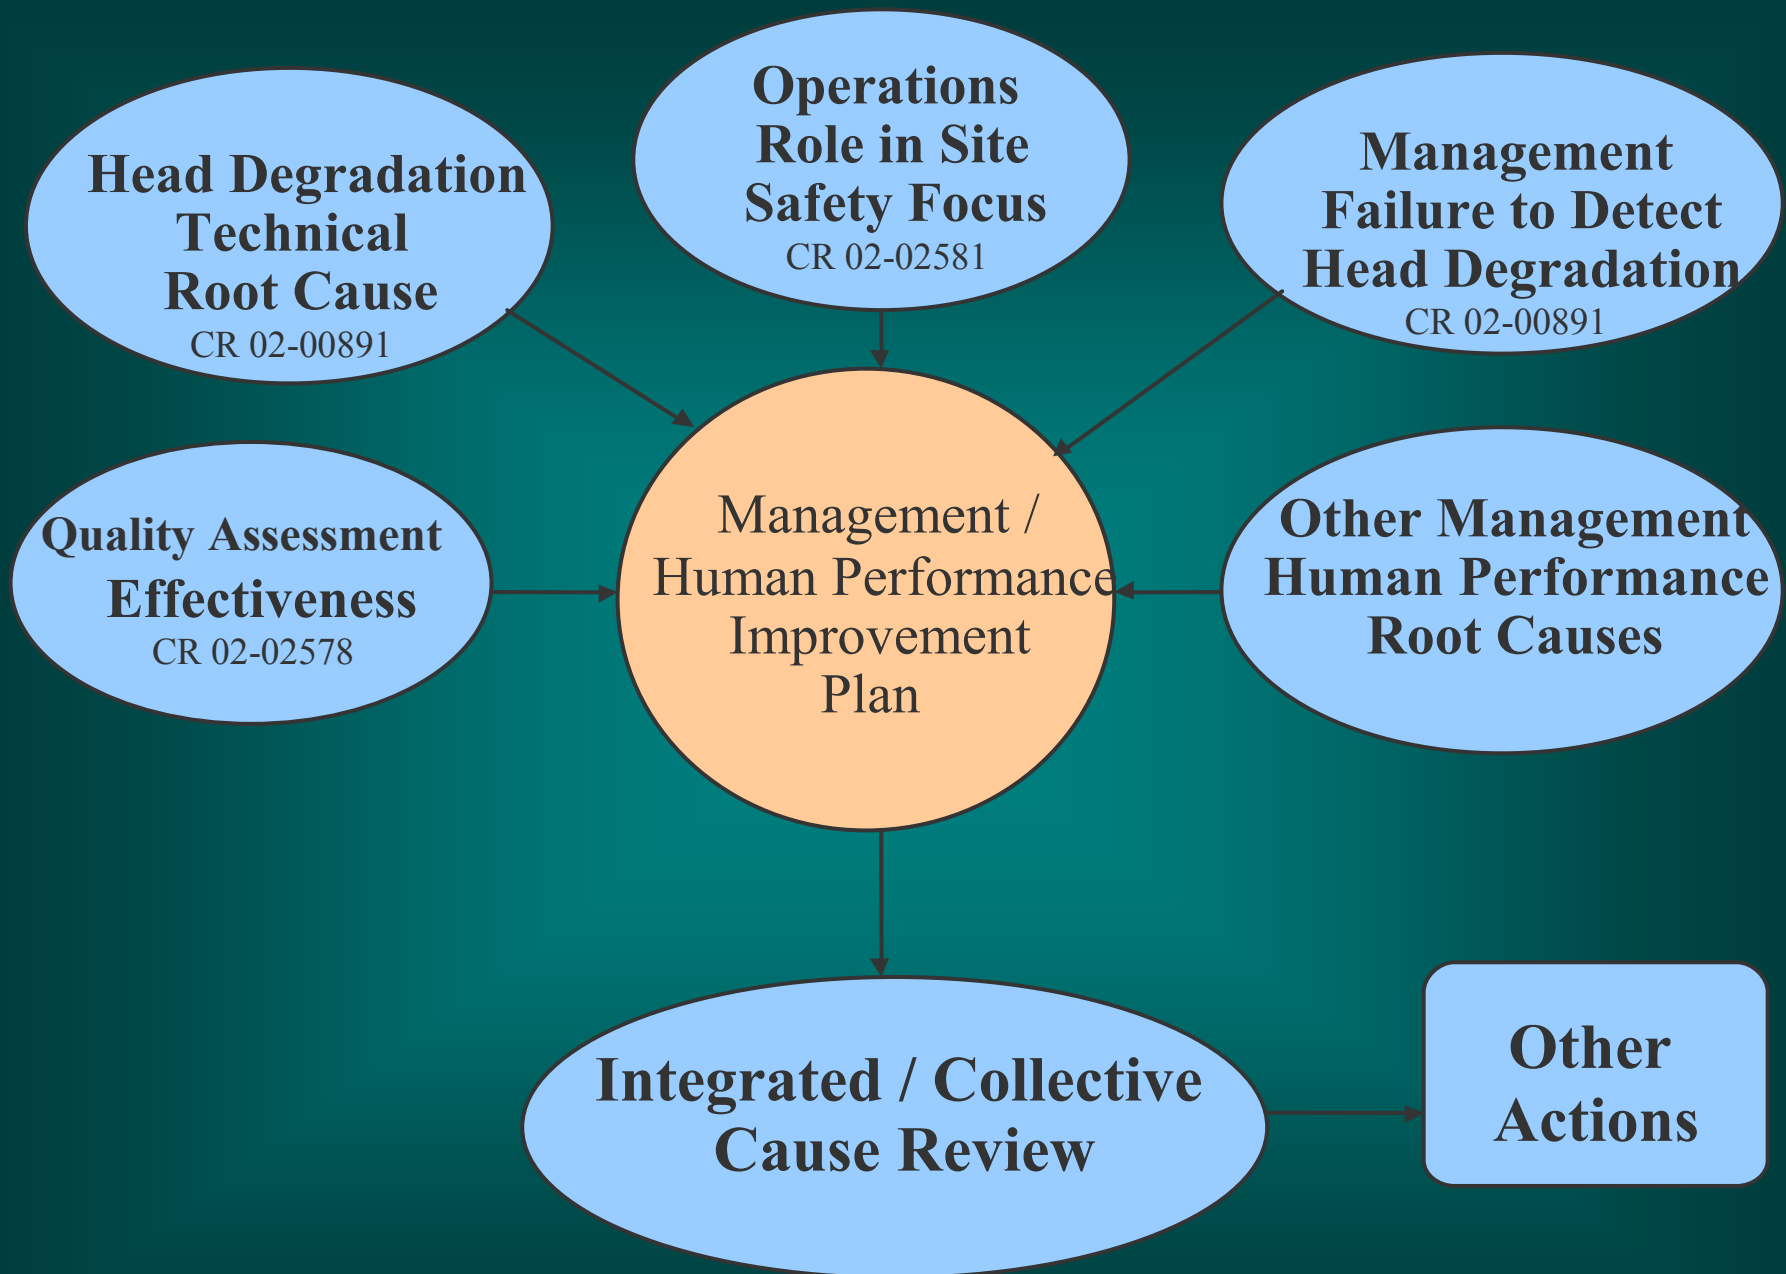 Head Degradation
Technical
Root Cause
CR 02-00891
Operations
Role in Site
Safety Focus
CR 02-02581
Management
Failure to Detect
Head Degradation
CR 02-00891
Quality Assessment
Effectiveness
CR 02-02578
Management /
Human Performance
Improvement
Plan
Other Management
Human Performance
Root Causes
Integrated / Collective
Cause Review
Other
Actions